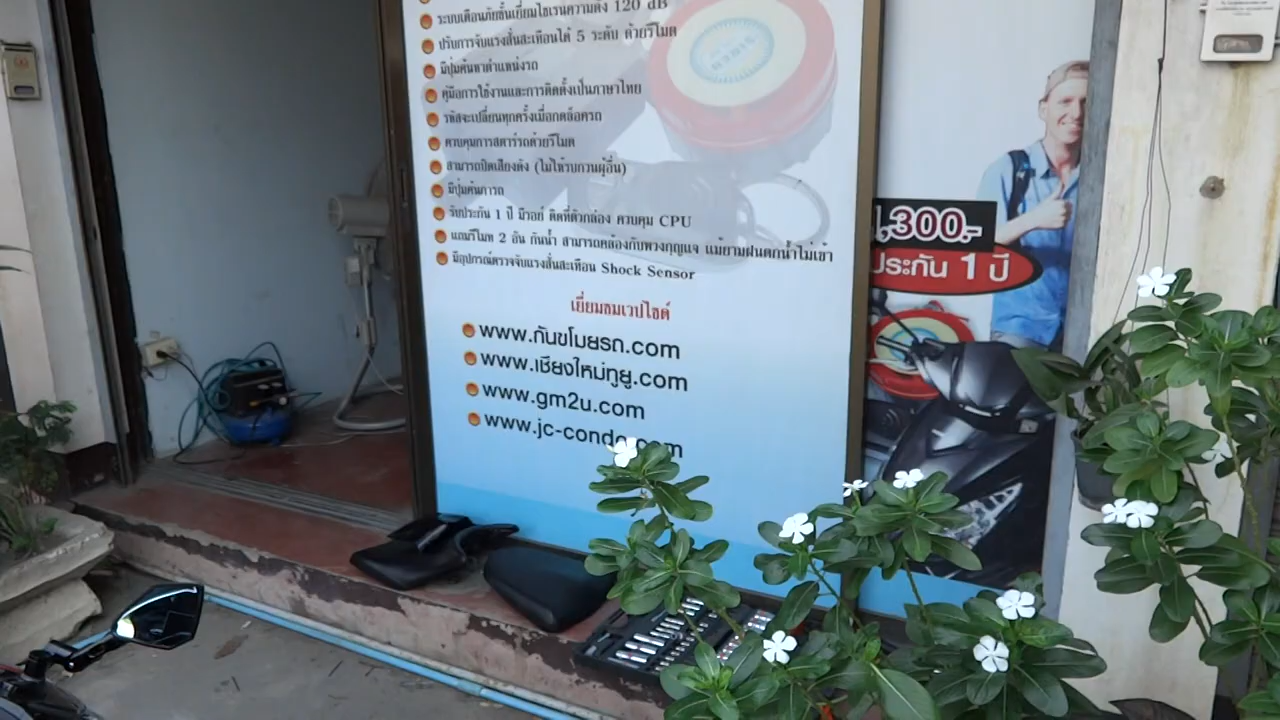 ระบบเตือนภัยขั้นเยี่ยมไซเรนความดัง 120 dB
ปรับการจับแรงสั่นสะเทือนได้ 5 ระดับ ด้วยรีโมต
มีปุ่มค้นหาตำแหน่งรถ
คู่มือการใช้งานและการติดตั้งเป็นภาษาไทย
รหัสจะเปลี่ยนทุกครั้งเมื่อกดล็อครถ
ควบคุมการสตาร์รถด้วยรีโมต
สามารถปิดเสียงดัง (ไม่ให้รบกวนผู้อื่น)
มีปุ่มค้นการถ
รับประกัน 1 ปี มีวอย์ ติดที่ตัวกล่อง ควบคุม CPU
แถมรีโมท 2 อัน กันน้ำ สามารถคล้องกับพวงกุญแจ แม้ยามฝนตกน้ำไม่เข้า
มีอุปกรณ์ตรวจจับแรงสั่นสะเทือน Shock Sensor
เยี่ยมชมเวปไซต์
www.กันขโมยรถ.com
www.เชียงใหม่ทูยู.com
www.gm2u.com
www.jc-condo.com
1,300.-
ประกัน 1 ปี